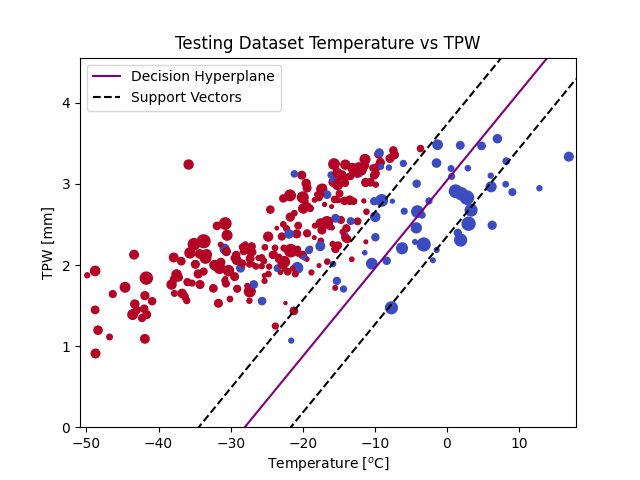 Testing Dataset Temperature vs TPW
Decision Hyperplane
Support Vectors
TPW [mm]
4
3
2
1
0
−50 −40 −30 −20 −10 0 10
Temperature [°C]